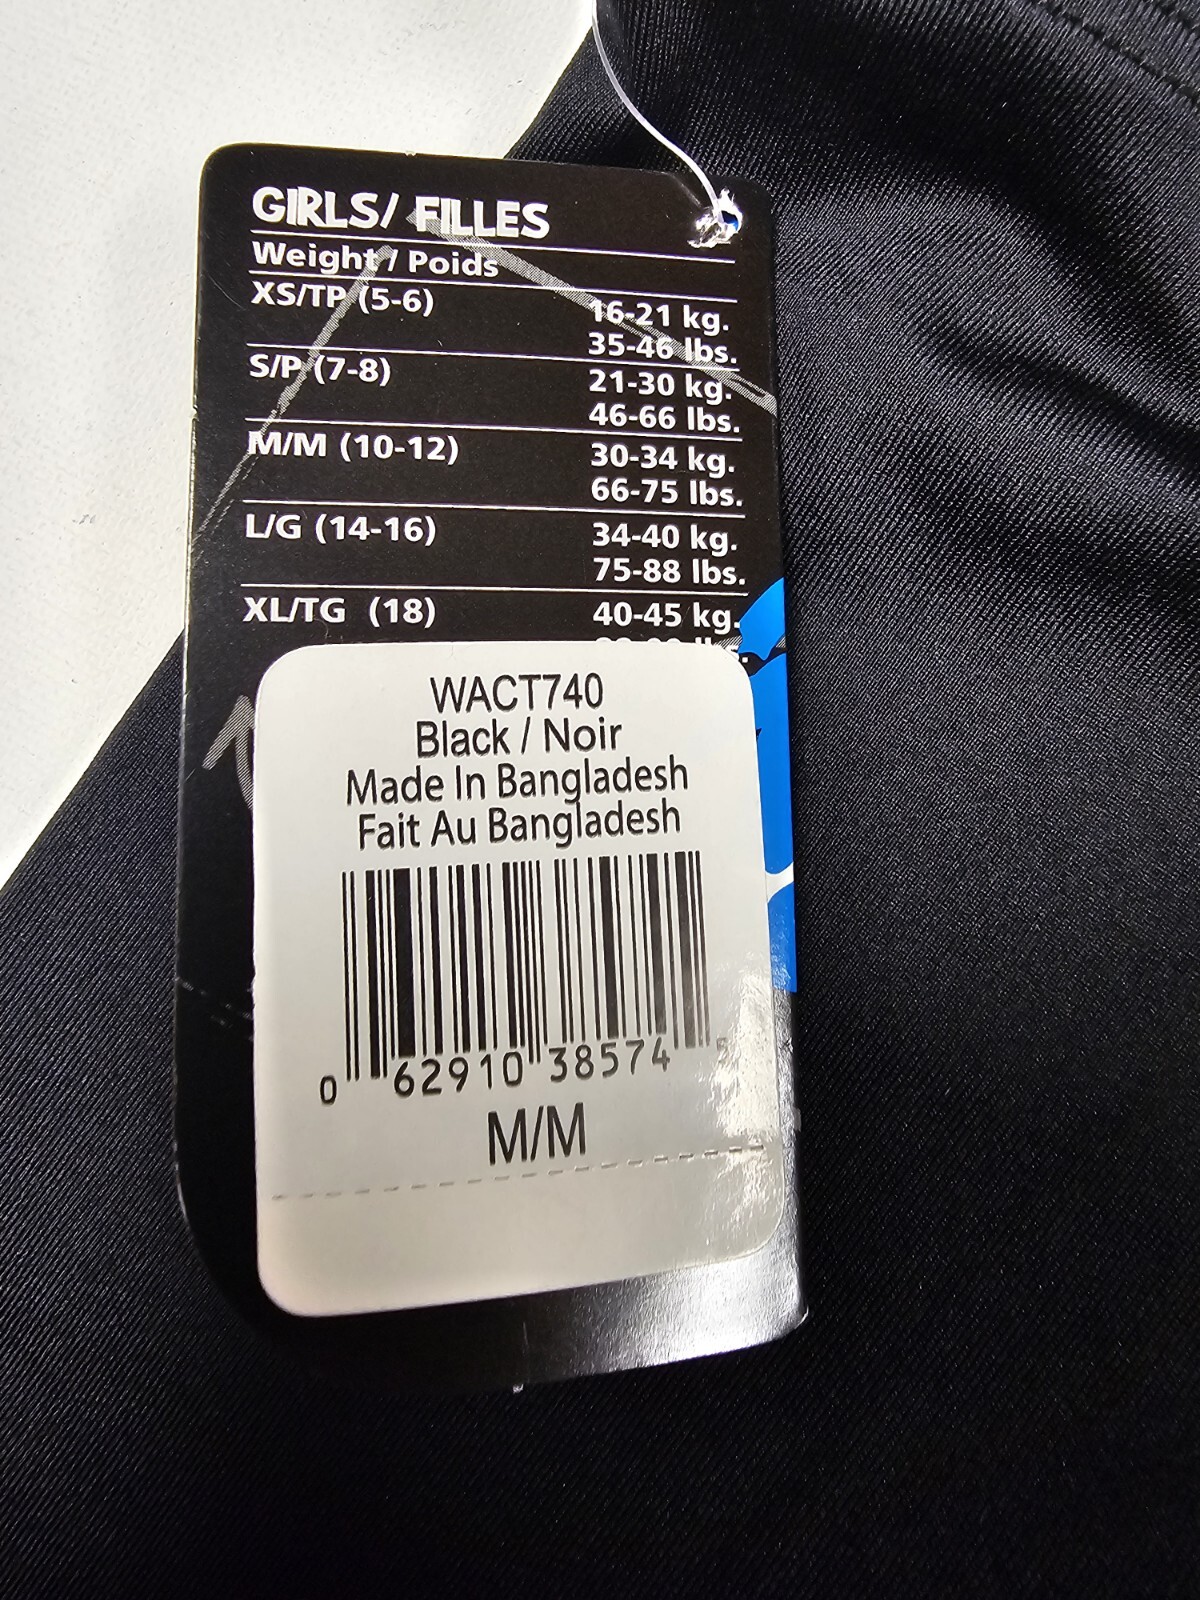 GIRLS/ FILLES
Weight / Poids
XS/TP (5-6) 16-21 kg.
35-46 lbs.
S/P (7-8) 21-30 kg.
46-66 lbs.
M/M (10-12) 30-34 kg.
66-75 lbs.
L/G (14-16) 34-40 kg.
75-88 lbs.
XL/TG (18) 40-45 kg.
lbs.
WACT740
Black / Noir
Made In Bangladesh
Fait Au Bangladesh
0 62910 38574 5
M/M